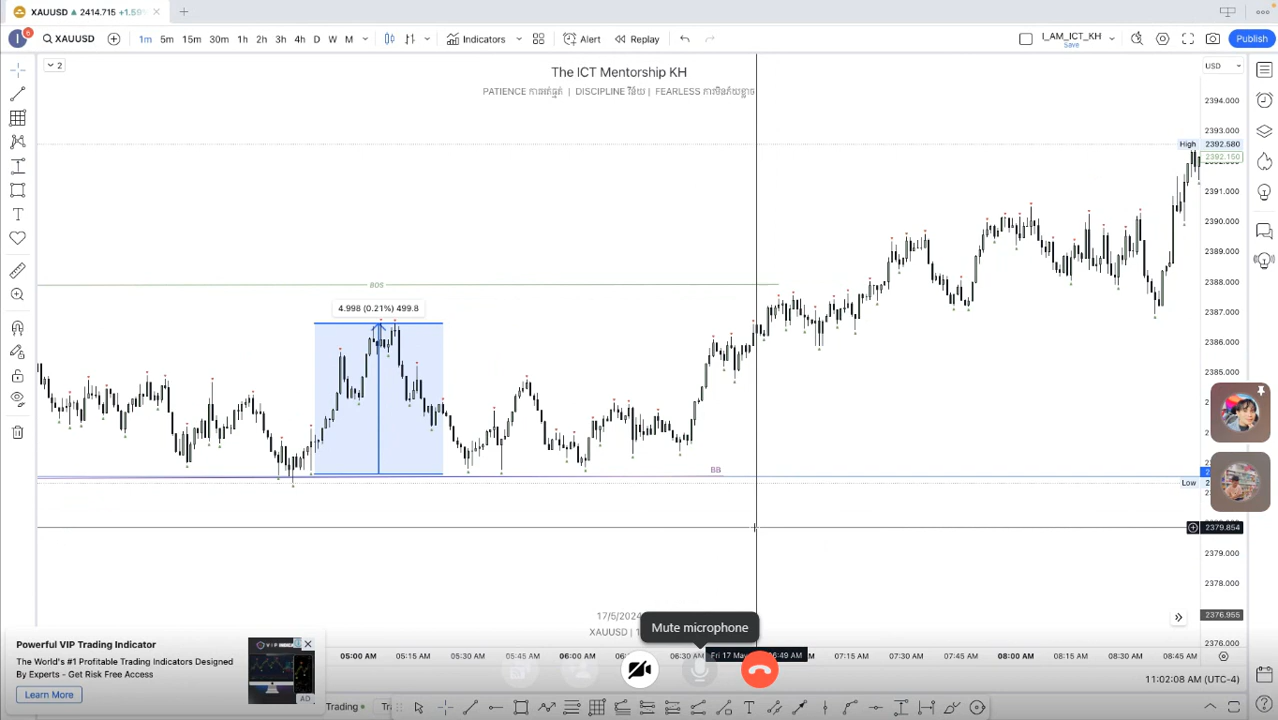 XAUUSD ▲ 2414.715 +1.59%
XAUUSD 1m 5m 15m 30m 1h 2h 3h 4h D W M Indicators Alert Replay I_AM_ICT_KH Save Publish
2
The ICT Mentorship KH
PATIENCE ការអត់ធ្មត់ | DISCIPLINE វិន័យ | FEARLESS ភាពមិនភ័យខ្លាច
USD
2394.000
2393.000
High 2392.580
2392.150
2391.000
2390.000
2389.000
2388.000
BOS
4.998 (0.21%) 499.8
2387.000
2386.000
2385.000
BB
Low
2379.854
2379.000
2378.000
17/5/2024
2376.955
Mute microphone
XAUUSD
2376.000
Powerful VIP Trading Indicator
The World's #1 Profitable Trading Indicators Designed
By Experts - Get Risk Free Access
Learn More
AD
05:00 AM 05:15 AM 05:30 AM 05:45 AM 06:00 AM 06:30 AM 07:15 AM 07:30 AM 07:45 AM 08:00 AM 08:15 AM 08:30 AM 08:45 AM
11:02:08 AM (UTC-4)
Trading